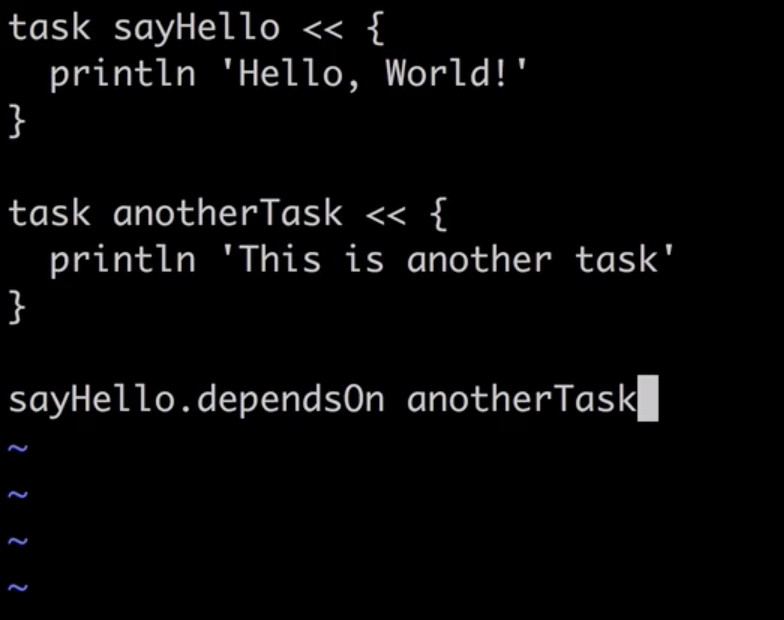 task sayHello << {
  println 'Hello, World!'
}

task anotherTask << {
  println 'This is another task'
}

sayHello.dependsOn anotherTask
~
~
~
~